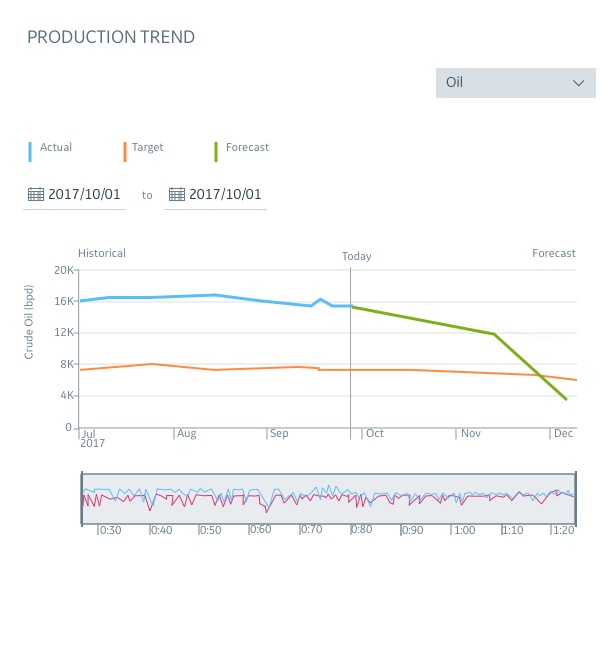 PRODUCTION TREND
Oil
Actual Target Forecast
2017/10/01 to 2017/10/01
Historical Today Forecast
Crude Oil (bpd)
20K
16K
12K
8K
4K
0
Jul Aug Sep Oct Nov Dec
2017
0:30 0:40 0:50 0:60 0:70 0:80 0:90 1:00 1:10 1:20